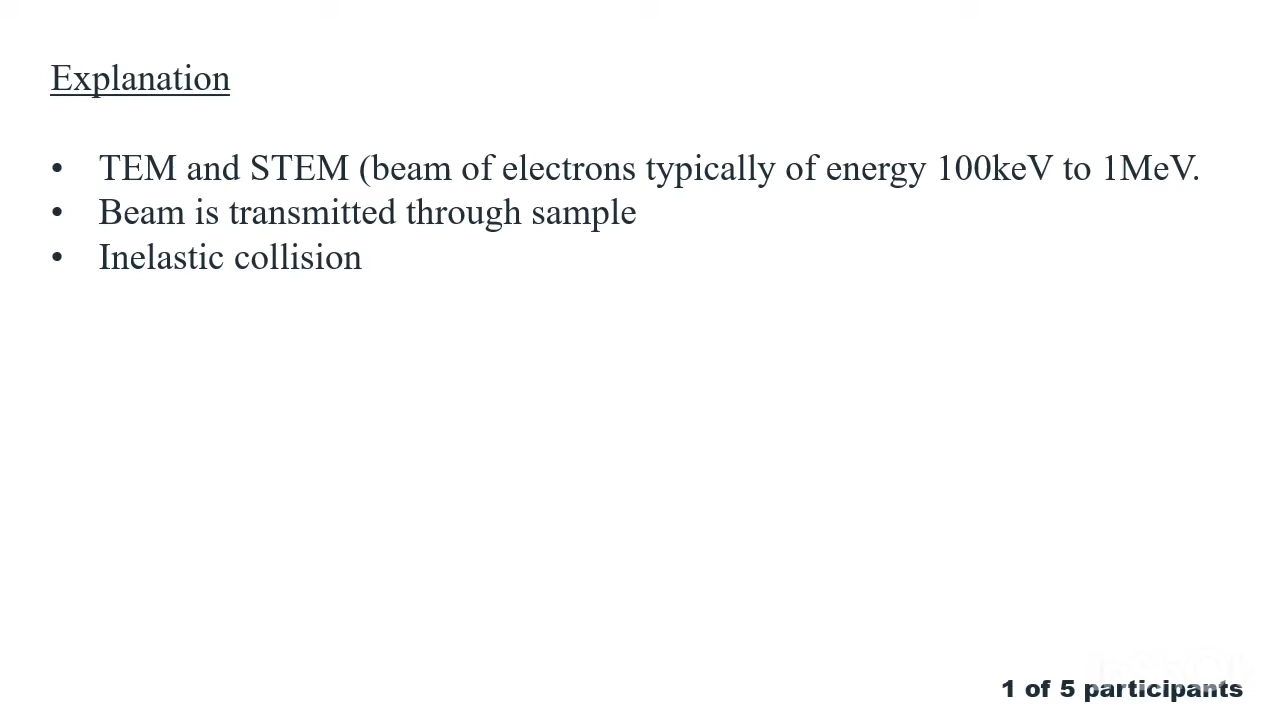 Explanation
• TEM and STEM (beam of electrons typically of energy 100keV to 1MeV.
• Beam is transmitted through sample
• Inelastic collision
1 of 5 participants